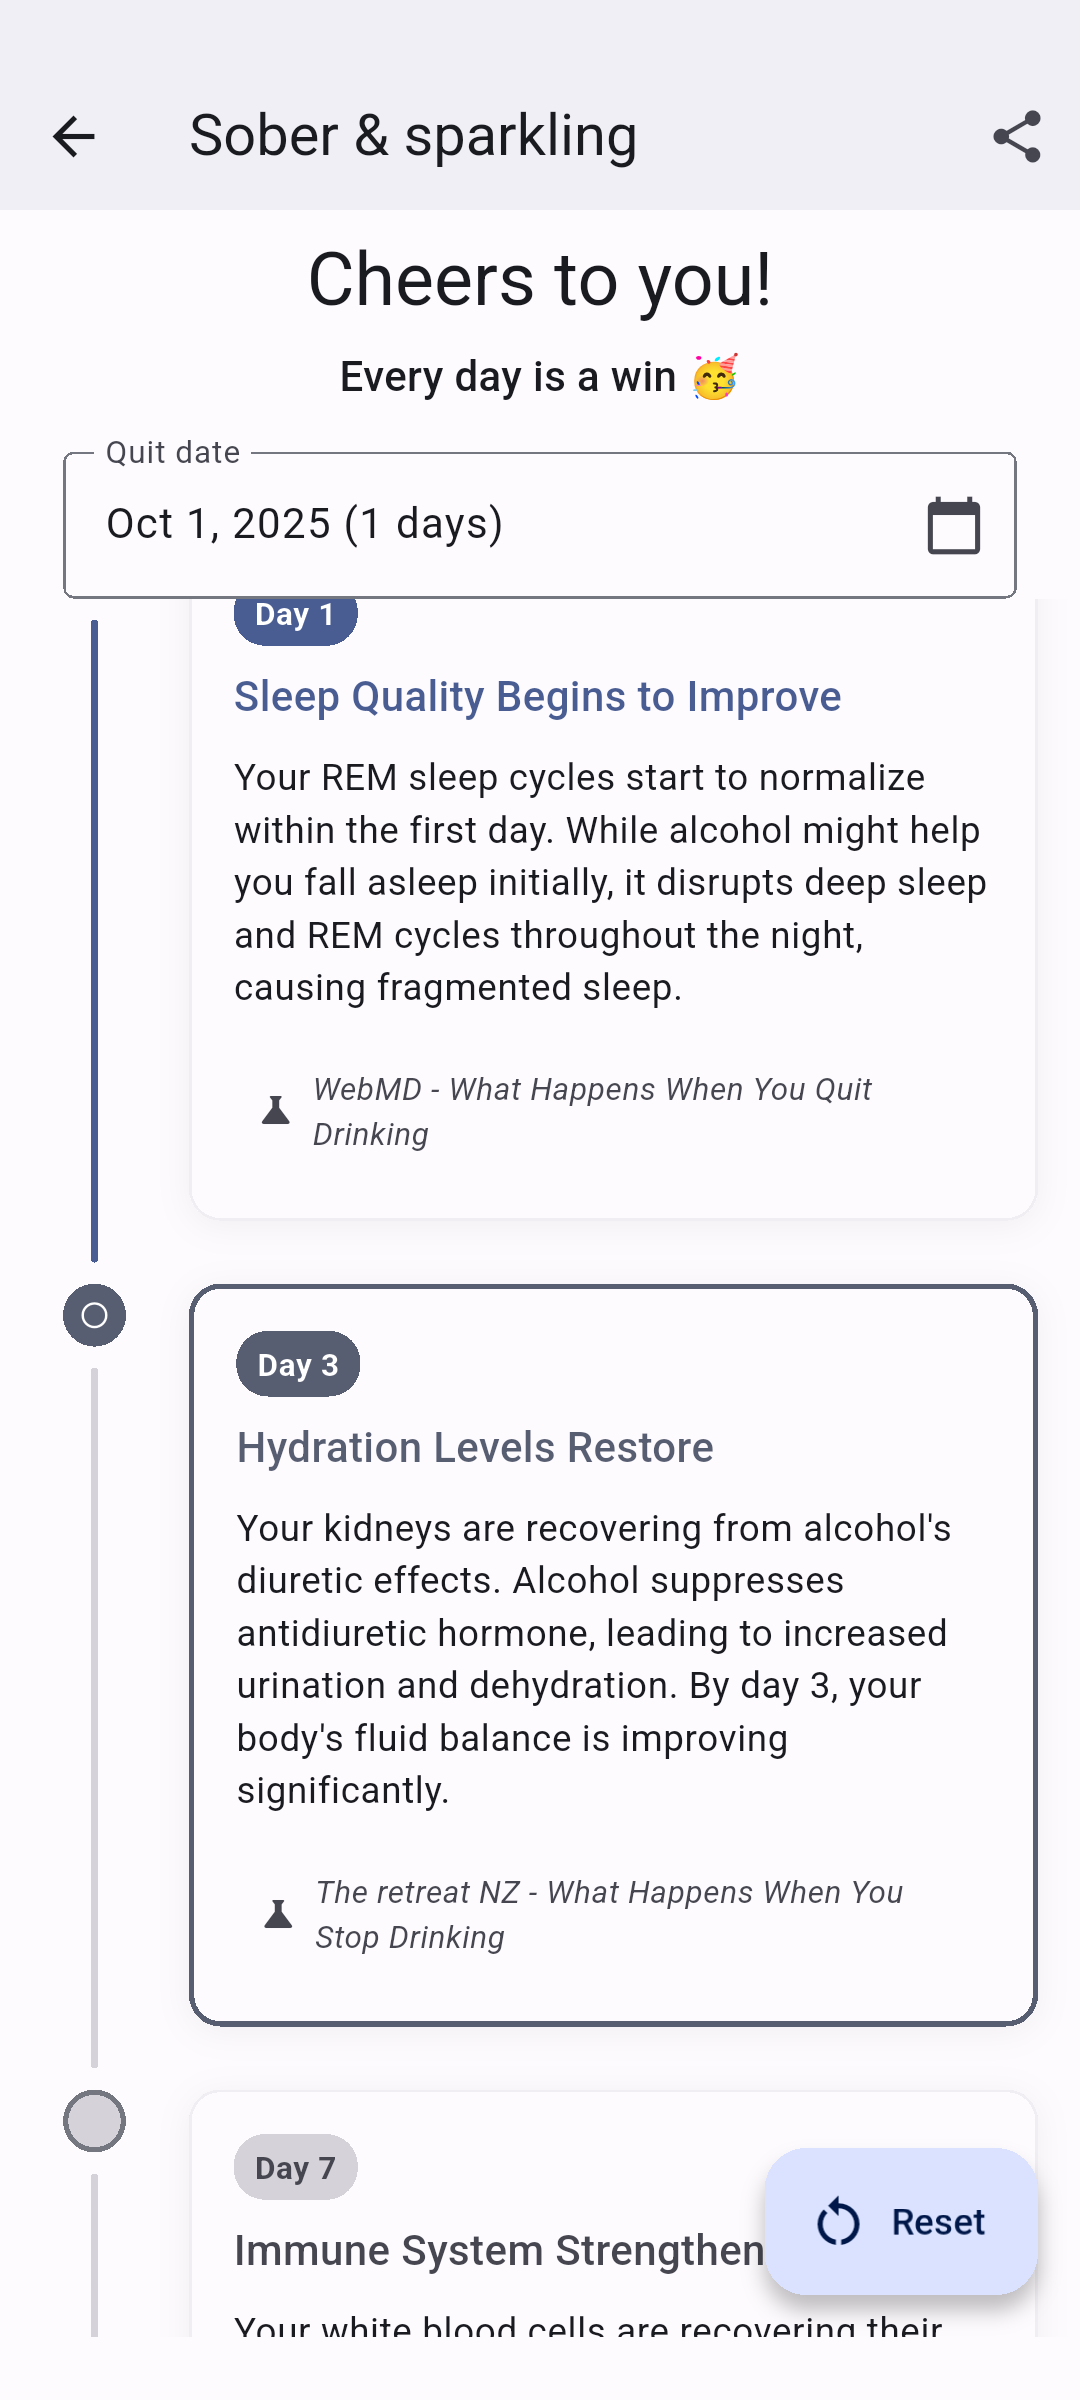 Sober & sparkling
Cheers to you!
Every day is a win 🥳
Quit date
Oct 1, 2025 (1 days)
Day 1
Sleep Quality Begins to Improve
Your REM sleep cycles start to normalize
within the first day. While alcohol might help
you fall asleep initially, it disrupts deep sleep
and REM cycles throughout the night,
causing fragmented sleep.
WebMD - What Happens When You Quit
Drinking
Day 3
Hydration Levels Restore
Your kidneys are recovering from alcohol's
diuretic effects. Alcohol suppresses
antidiuretic hormone, leading to increased
urination and dehydration. By day 3, your
body's fluid balance is improving
significantly.
The retreat NZ - What Happens When You
Stop Drinking
Day 7
Immune System Strengthen
Reset
Your white blood cells are recovering their